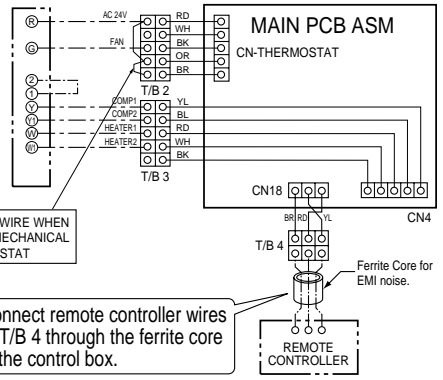 R
G
2
1
Y
Y1
W
W1
AC 24V
FAN
COMP1
COMP2
HEATER1
HEATER2
T/B 2
T/B 3
RD
WH
BK
OR
BR
YL
BL
RD
WH
BK
MAIN PCB ASM
CN-THERMOSTAT
CN18
CN4
BR RD YL
T/B 4
Ferrite Core for
EMI noise.
WIRE WHEN
MECHANICAL
STAT
nnect remote controller wires
T/B 4 through the ferrite core
the control box.
REMOTE
CONTROLLER